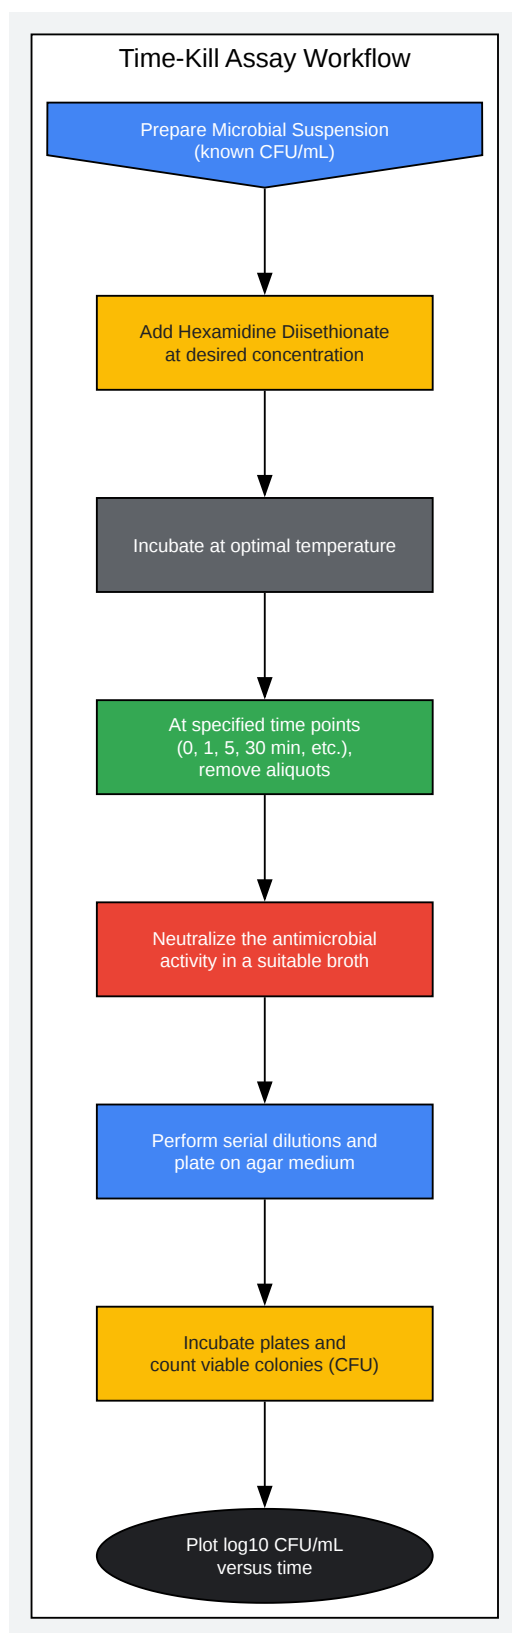 Time-Kill Assay Workflow
Prepare Microbial Suspension
(known CFU/mL)
Add Hexamidine Diisethionate
at desired concentration
Incubate at optimal temperature
At specified time points
(0, 1, 5, 30 min, etc.),
remove aliquots
Neutralize the antimicrobial
activity in a suitable broth
Perform serial dilutions and
plate on agar medium
Incubate plates and
count viable colonies (CFU)
Plot log10 CFU/mL
versus time